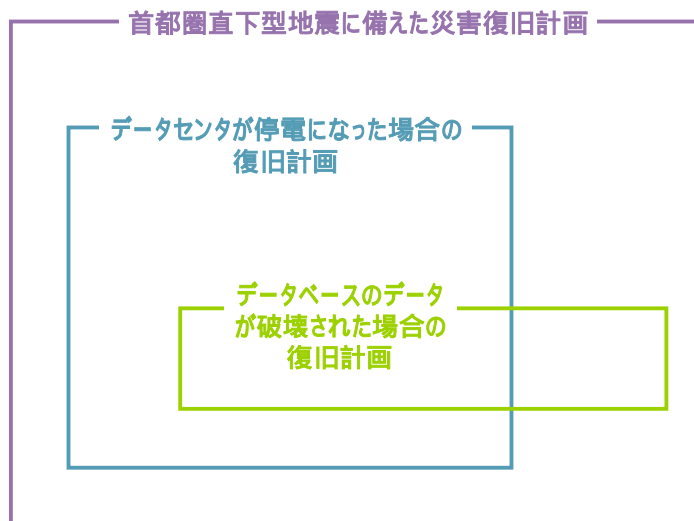 首都圏直下型地震に備えた災害復旧計画
データセンタが停電になった場合の
復旧計画
データベースのデータ
が破壊された場合の
復旧計画